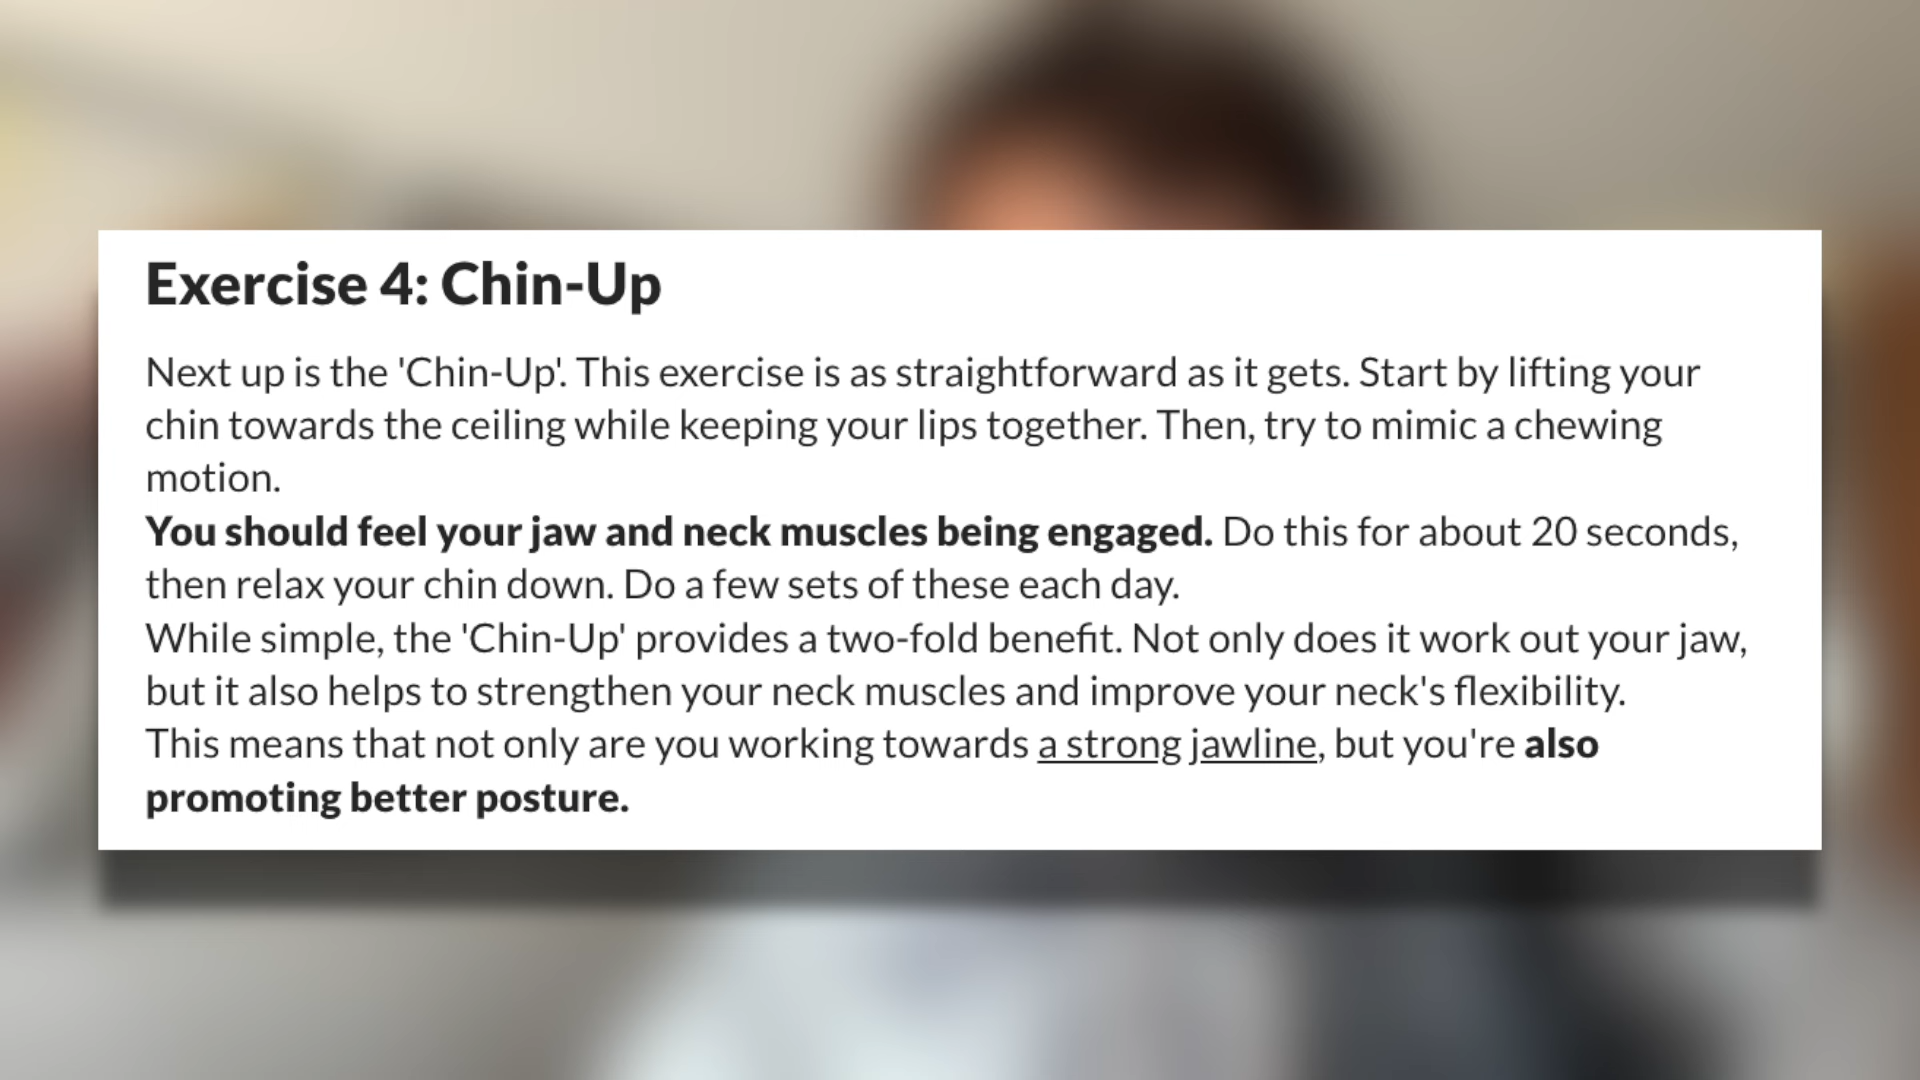 Exercise 4: Chin-Up
Next up is the 'Chin-Up'. This exercise is as straightforward as it gets. Start by lifting your
chin towards the ceiling while keeping your lips together. Then, try to mimic a chewing
motion.
You should feel your jaw and neck muscles being engaged. Do this for about 20 seconds,
then relax your chin down. Do a few sets of these each day.
While simple, the 'Chin-Up' provides a two-fold benefit. Not only does it work out your jaw,
but it also helps to strengthen your neck muscles and improve your neck's flexibility.
This means that not only are you working towards a strong jawline, but you're also
promoting better posture.